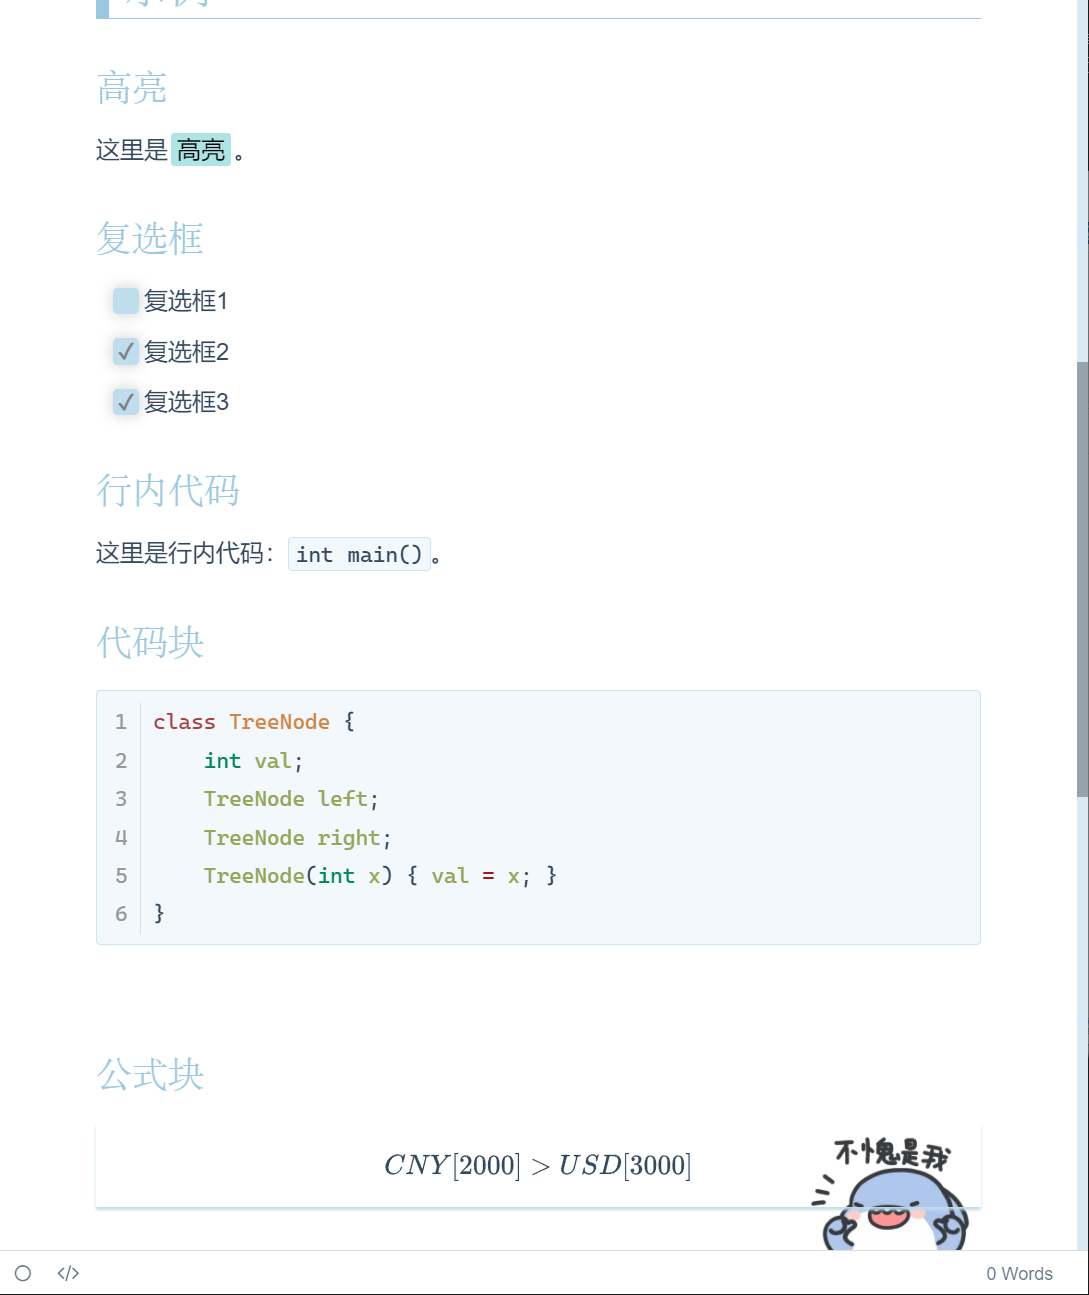 高亮
这里是 高亮 。
复选框
复选框1
✓ 复选框2
✓ 复选框3
行内代码
这里是行内代码： int main() 。
代码块
1 class TreeNode {
2     int val;
3     TreeNode left;
4     TreeNode right;
5     TreeNode(int x) { val = x; }
6 }
公式块
CNY[2000] > USD[3000]
不愧是我
</> 0 Words